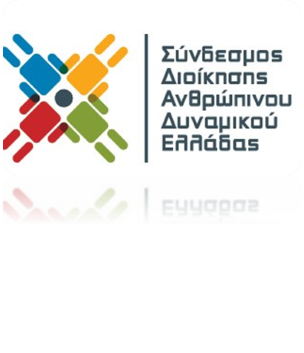 Σύνδεσμος
Διοίκησης
Ανθρώπινου
Δυναμικού
Ελλάδας